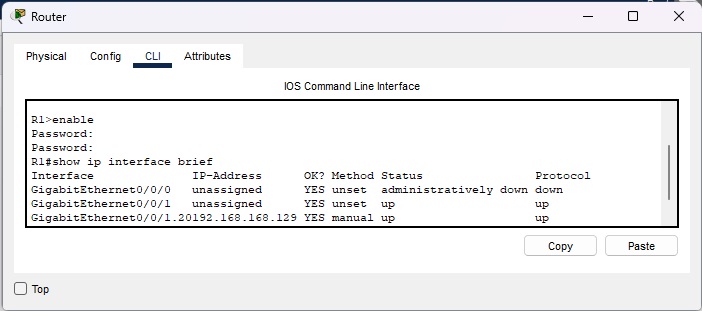 Router
Physical Config CLI Attributes
IOS Command Line Interface
R1>enable
Password:
Password:
R1#show ip interface brief
Interface IP-Address OK? Method Status Protocol
GigabitEthernet0/0/0 unassigned YES unset administratively down down
GigabitEthernet0/0/1 unassigned YES unset up up
GigabitEthernet0/0/1.20192.168.168.129 YES manual up up
Copy Paste
Top